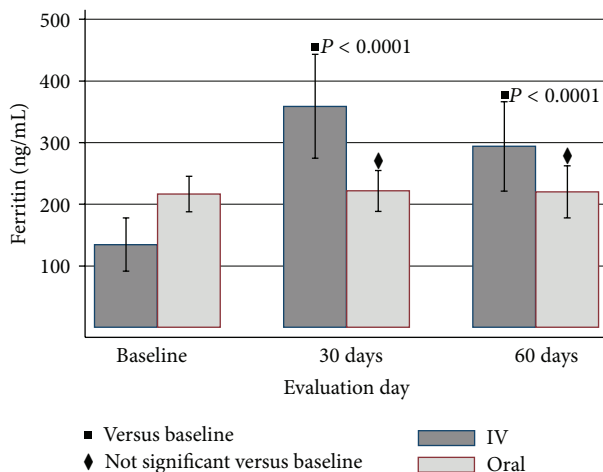 500
400
300
200
100
Ferritin (ng/mL)
P < 0.0001
P < 0.0001
Baseline
30 days
60 days
Evaluation day
Versus baseline
Not significant versus baseline
IV
Oral